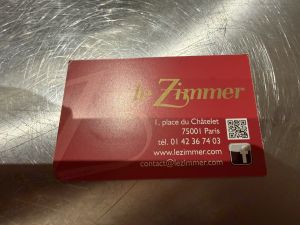 le Zimmer
1, place du Châtelet
75001 Paris
tél. 01 42 36 74 03
www.lezimmer.com
contact@lezimmer.com